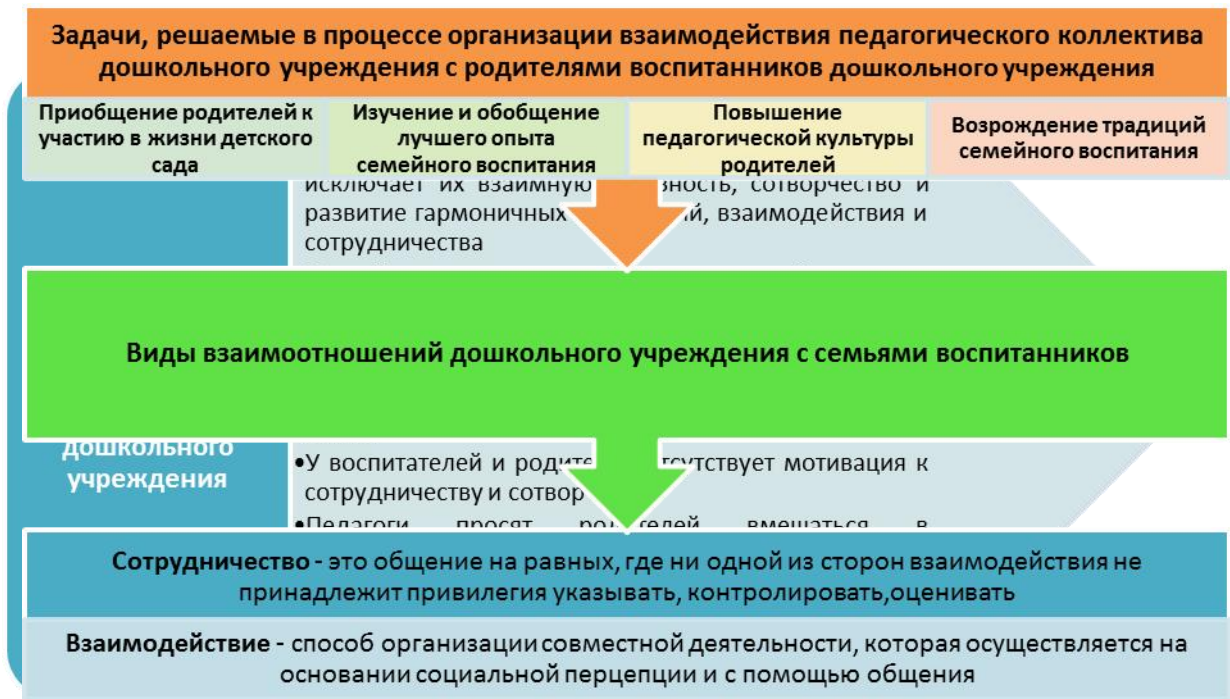 Задачи, решаемые в процессе организации взаимодействия педагогического коллектива
дошкольного учреждения с родителями воспитанников дошкольного учреждения
Приобщение родителей к
участию в жизни детского
сада
Изучение и обобщение
лучшего опыта
семейного воспитания
Повышение
педагогической культуры
родителей
Возрождение традиций
семейного воспитания
исключает их взаимную сотворчество и
развитие гармоничных взаимодействия и
сотрудничества
Виды взаимоотношений дошкольного учреждения с семьями воспитанников
дошкольного
учреждения
•У воспитателей и отсутствует мотивация к
сотрудничеству и
•Педагоги просят родителей вмешаться в
Сотрудничество - это общение на равных, где ни одной из сторон взаимодействия не
принадлежит привилегия указывать, контролировать,оценивать
Взаимодействие - способ организации совместной деятельности, которая осуществляется на
основании социальной перцепции и с помощью общения